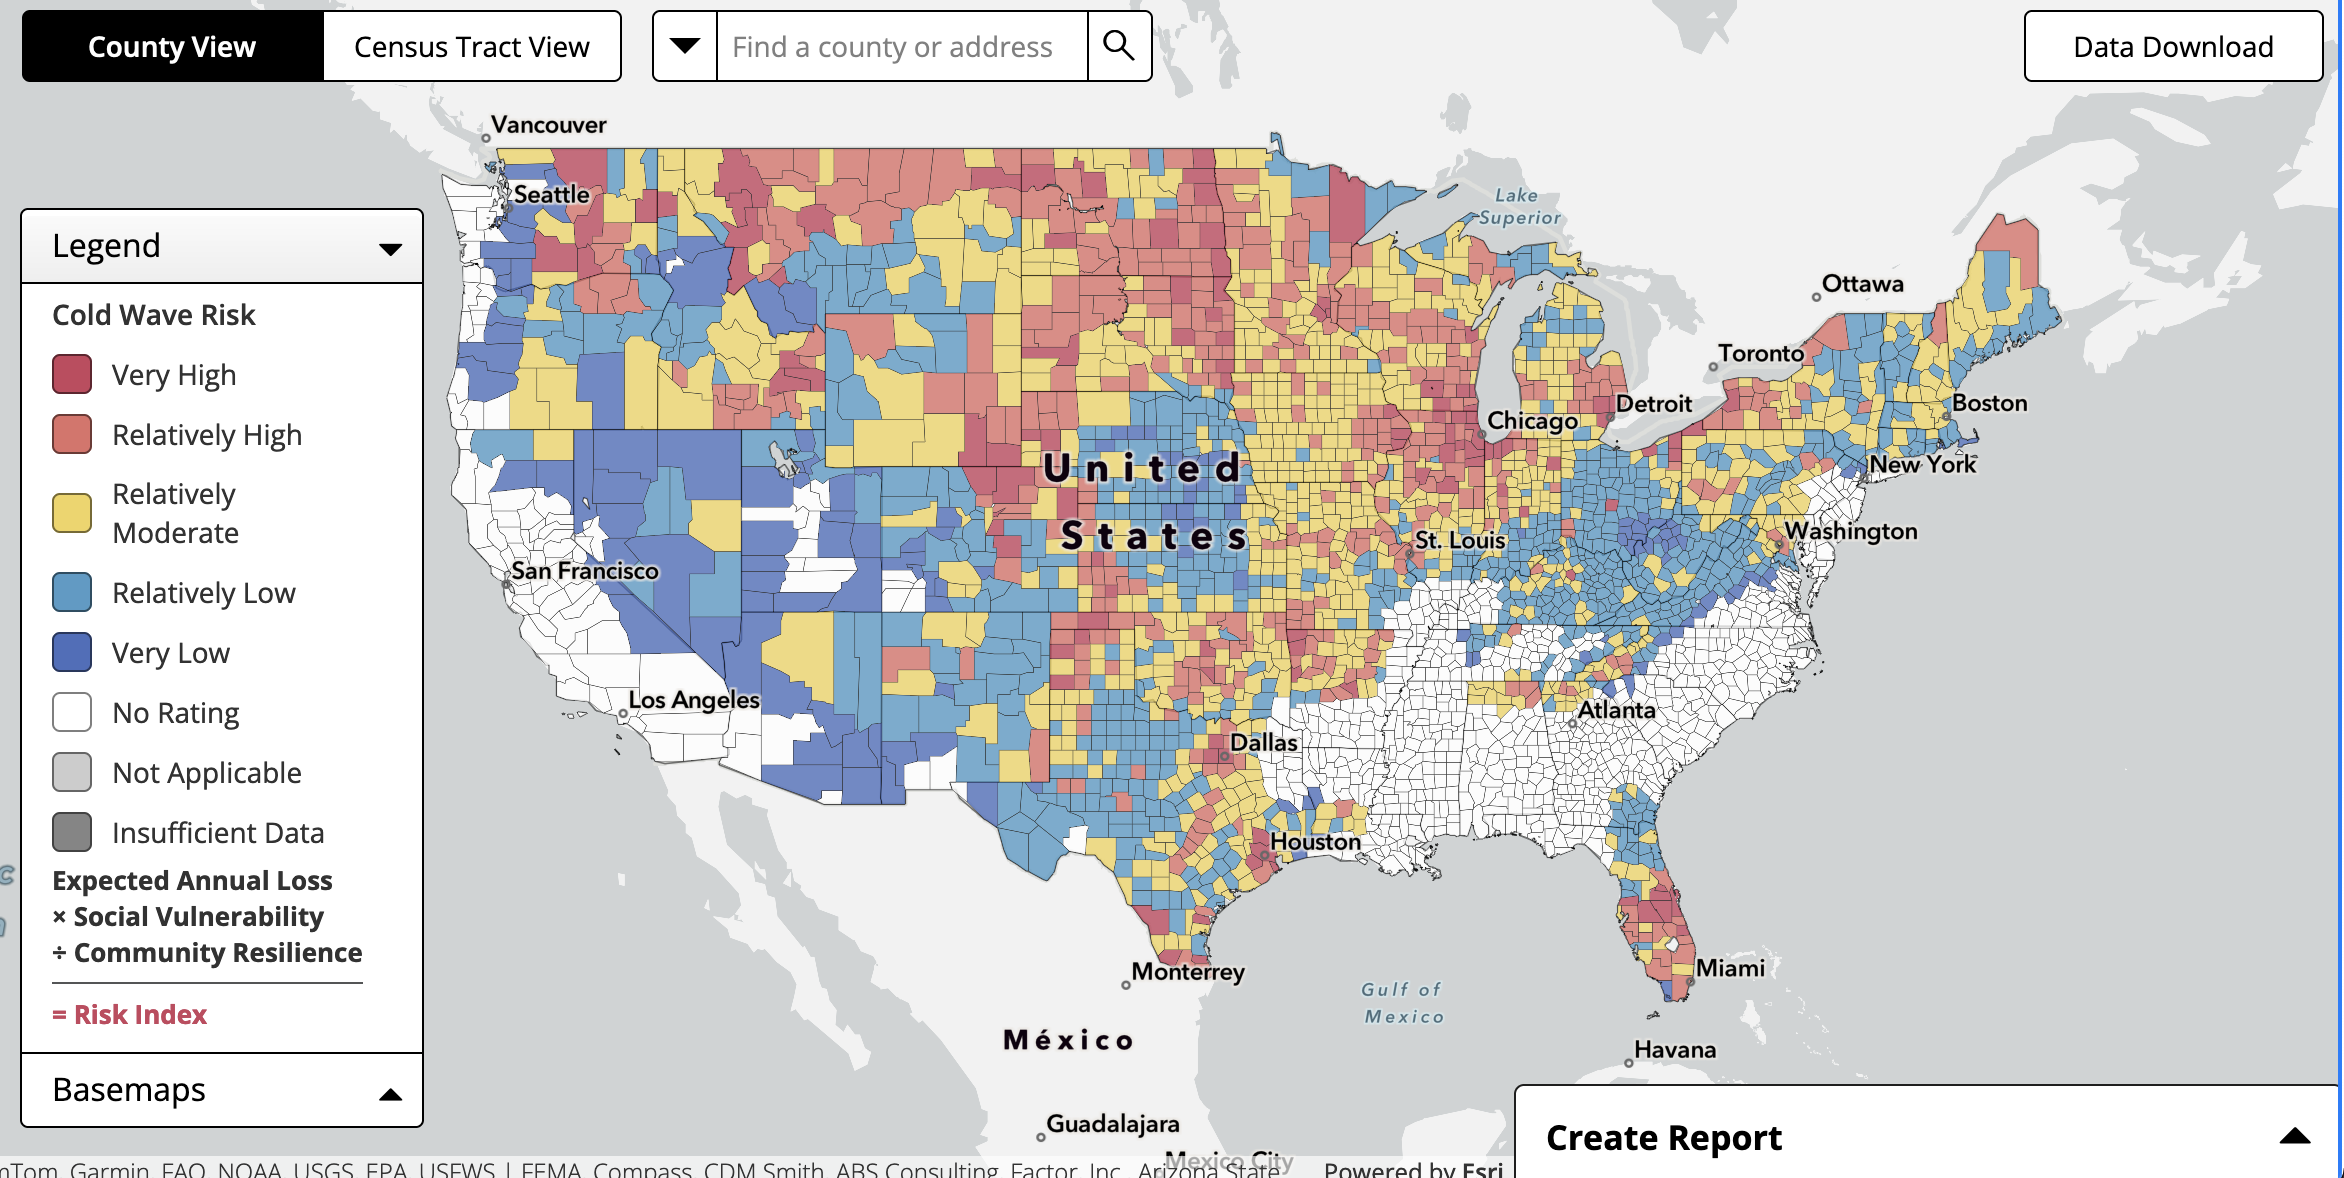 County View
Census Tract View
Find a county or address
Data Download
Legend
Cold Wave Risk
Very High
Relatively High
Relatively
Moderate
Relatively Low
Very Low
No Rating
Not Applicable
Insufficient Data
Expected Annual Loss
× Social Vulnerability
÷ Community Resilience
= Risk Index
Basemaps
Vancouver
Seattle
Lake
Superior
Ottawa
Toronto
Detroit
Boston
Chicago
New York
United
States
St. Louis
Washington
San Francisco
Los Angeles
Atlanta
Dallas
Houston
Monterrey
Miami
Gulf of
Mexico
México
Havana
Guadalajara
Mexico City
Create Report
mTom, Garmin, FAO, NOAA, USGS, EPA, USFWS | FEMA, Compass, CDM Smith, ABS Consulting, Factor, Inc., Arizona State
Powered by Esri